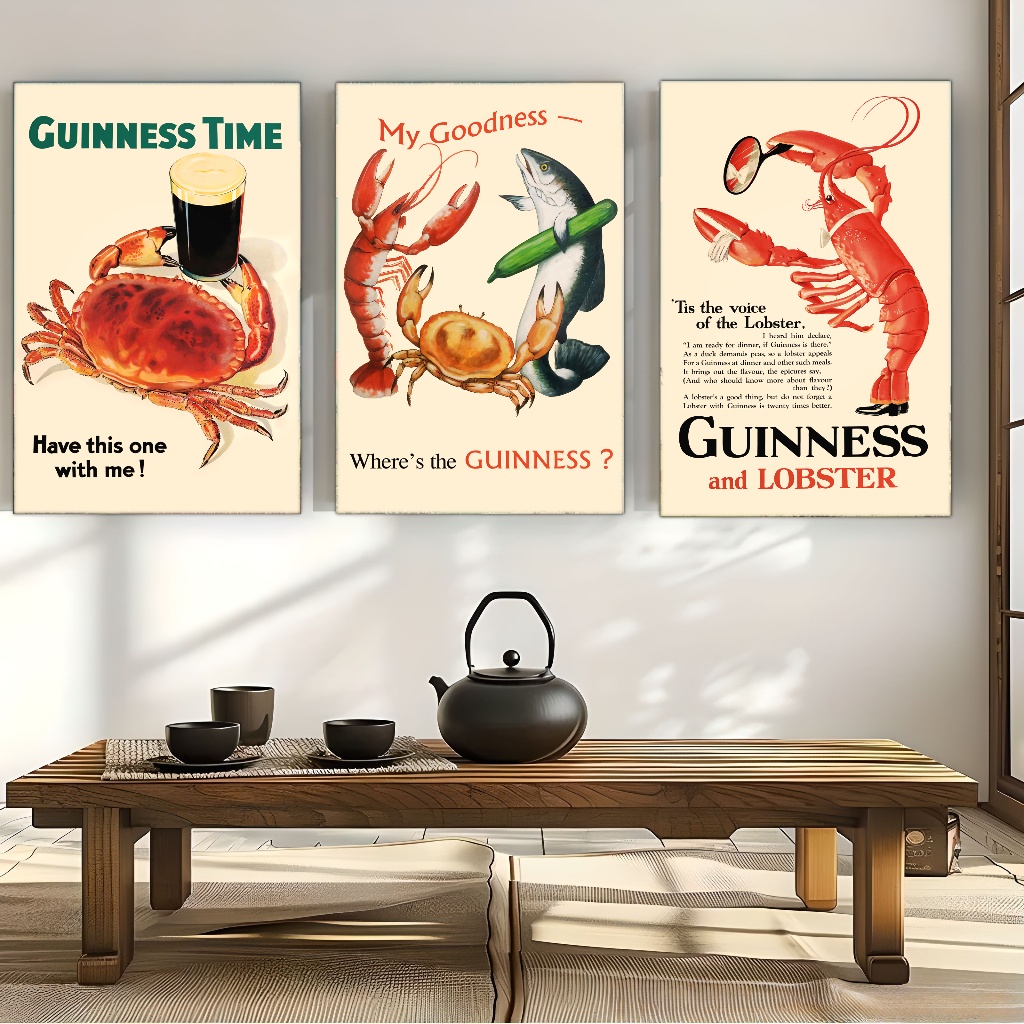 GUINNESS TIME
Have this one
with me!
My Goodness —
Where's the GUINNESS ?
'Tis the voice
of the Lobster,
I heard him declare,
"I am ready for dinner, if Guinness is there."
As a duck demands peas, so a lobster appeals
For a Guinness at dinner and other such meals.
It brings out the flavour, the epicures say.
(And who should know more about flavour
than they?)
A lobster's a good thing, but do not forget a
Lobster with Guinness is twenty times better.
GUINNESS
and LOBSTER